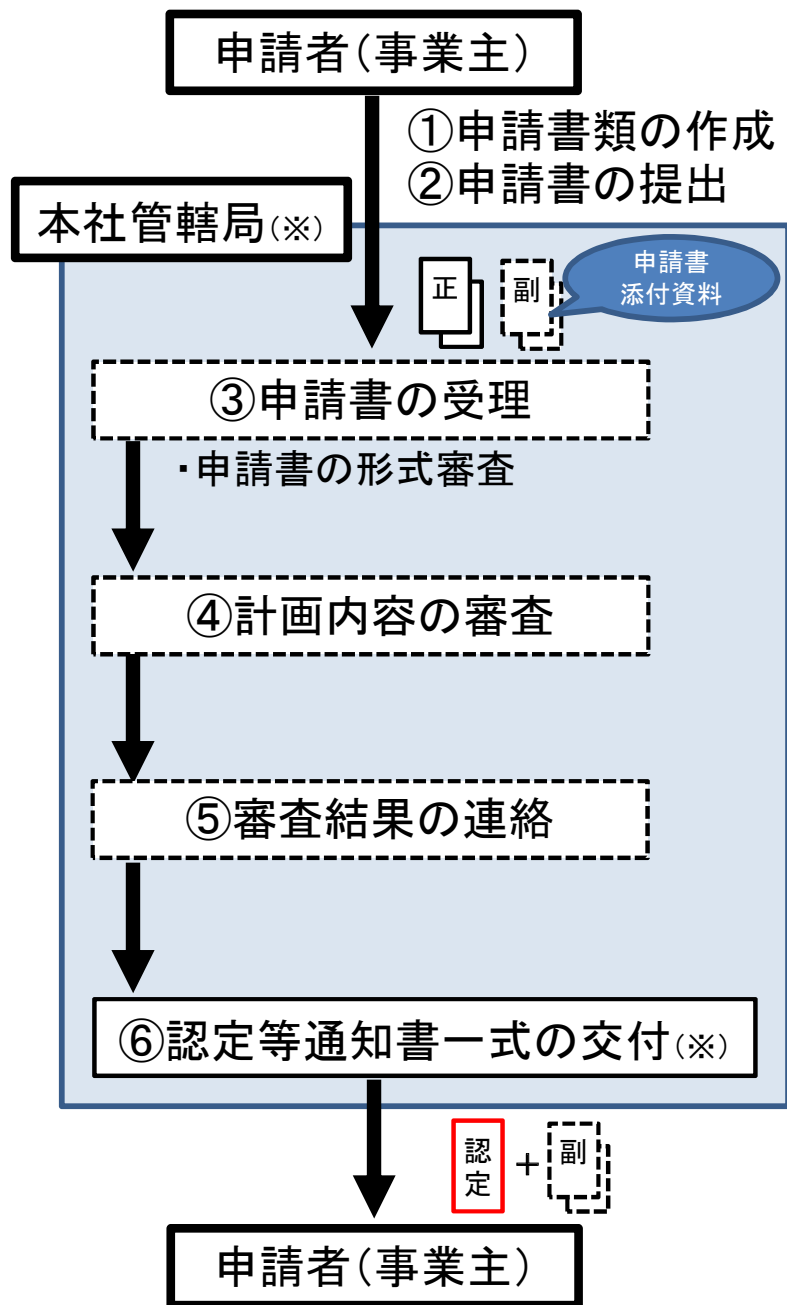 申請者(事業主)
①申請書類の作成
②申請書の提出
本社管轄局(※)
正
副
申請書
添付資料
③申請書の受理
・申請書の形式審査
④計画内容の審査
⑤審査結果の連絡
⑥認定等通知書一式の交付(※)
認
定
+
副
申請者(事業主)